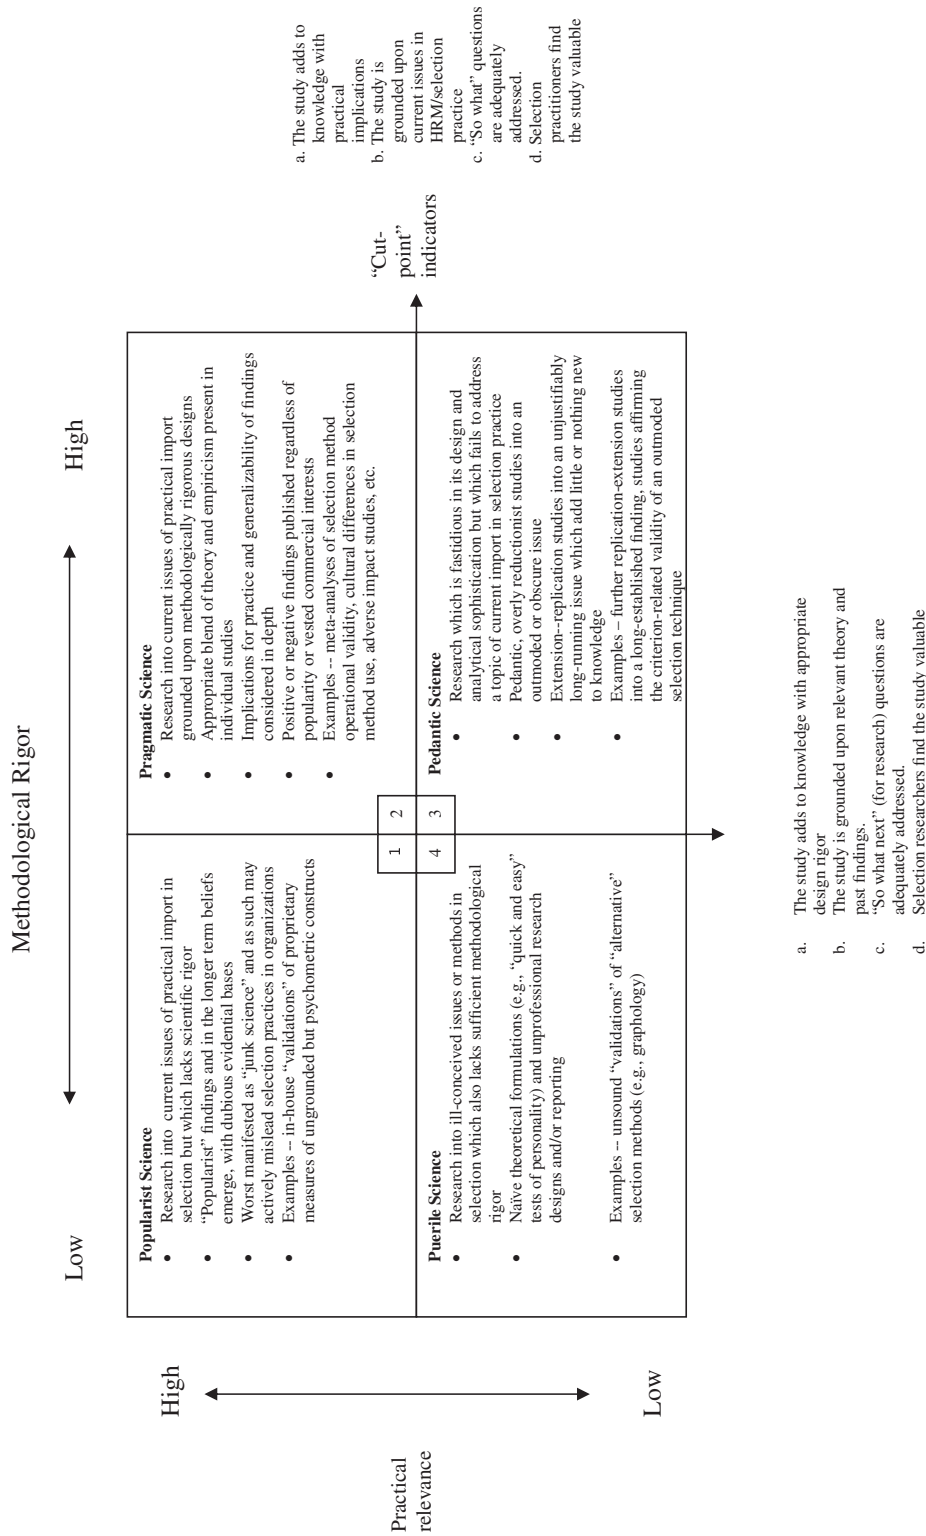 Methodological Rigor
Low
High
Practical
relevance
High
Low
Popularist Science
• Research into current issues of practical import in
selection but which lacks scientific rigor
• “Popularist” findings and in the longer term beliefs
emerge, with dubious evidential bases
• Worst manifested as “junk science” and as such may
actively mislead selection practices in organizations
• Examples -- in-house “validations” of proprietary
measures of ungrounded but psychometric constructs
Pragmatic Science
• Research into current issues of practical import
grounded upon methodologically rigorous designs
• Appropriate blend of theory and empiricism present in
individual studies
• Implications for practice and generalizability of findings
considered in depth
• Positive or negative findings published regardless of
popularity or vested commercial interests
• Examples -- meta-analyses of selection method
operational validity, cultural differences in selection
method use, adverse impact studies, etc.
1
2
4
3
Puerile Science
• Research into ill-conceived issues or methods in
selection which also lacks sufficient methodological
rigor
• Naïve theoretical formulations (e.g., “quick and easy”
tests of personality) and unprofessional research
designs and/or reporting
• Examples -- unsound “validations” of “alternative”
selection methods (e.g., graphology)
Pedantic Science
• Research which is fastidious in its design and
analytical sophistication but which fails to address
a topic of current import in selection practice
• Pedantic, overly reductionist studies into an
outmoded or obscure issue
• Extension--replication studies into an unjustifiably
long-running issue which add little or nothing new
to knowledge
• Examples – further replication-extension studies
into a long-established finding, studies affirming
the criterion-related validity of an outmoded
selection technique
“Cut-
point”
indicators
a. The study adds to
knowledge with
practical
implications
b. The study is
grounded upon
current issues in
HRM/selection
practice
c. “So what” questions
are adequately
addressed.
d. Selection
practitioners find
the study valuable
a. The study adds to knowledge with appropriate
design rigor
b. The study is grounded upon relevant theory and
past findings.
c. “So what next” (for research) questions are
adequately addressed.
d. Selection researchers find the study valuable